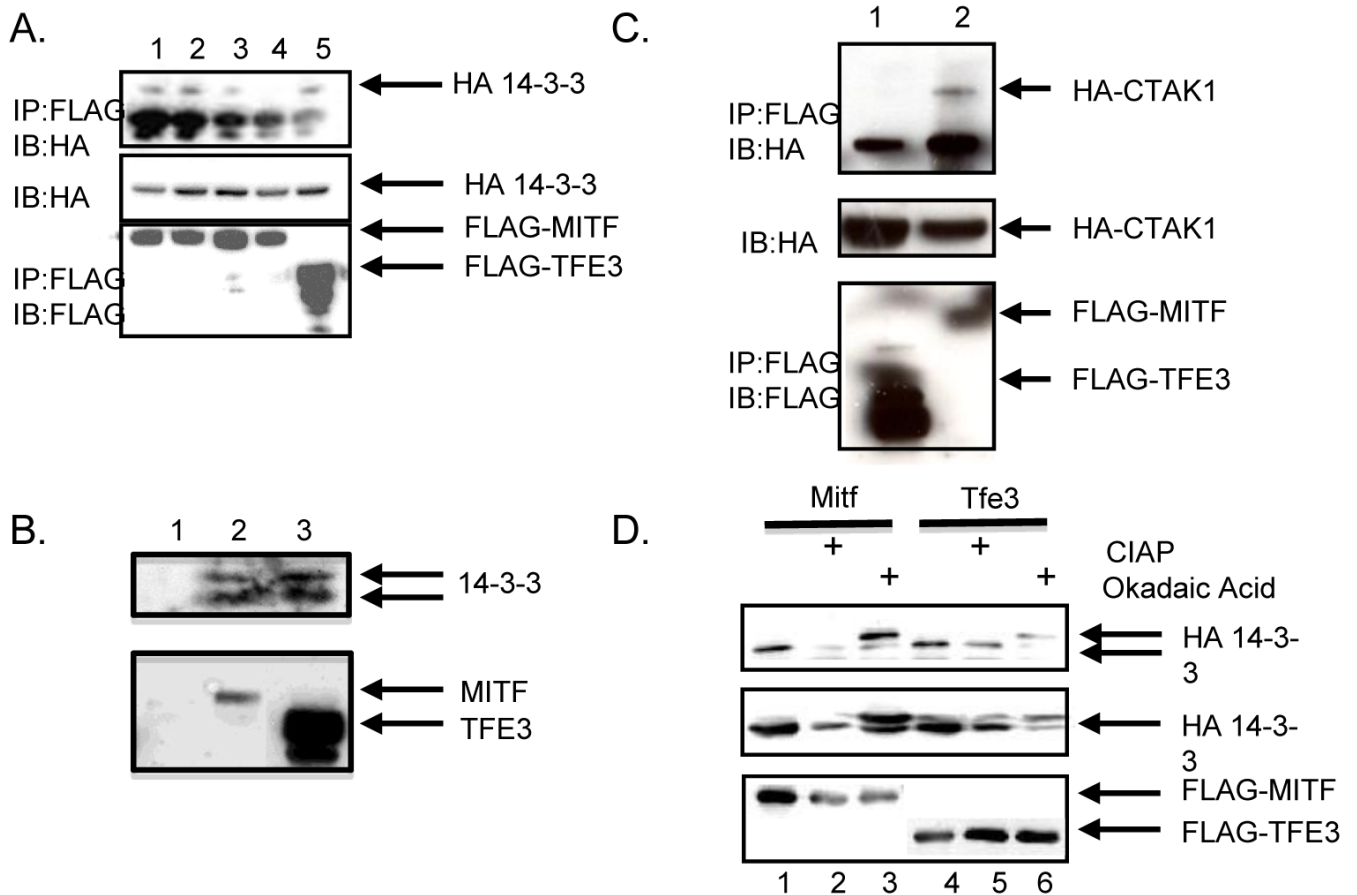 A.
1 2 3 4 5
IP:FLAG
IB:HA
HA 14-3-3
IB:HA
HA 14-3-3
IP:FLAG
IB:FLAG
FLAG-MITF
FLAG-TFE3
B.
1 2 3
14-3-3
MITF
TFE3
C.
1 2
IP:FLAG
IB:HA
HA-CTAK1
IB:HA
HA-CTAK1
IP:FLAG
IB:FLAG
FLAG-MITF
FLAG-TFE3
D.
Mitf Tfe3
+ + CIAP
+ + Okadaic Acid
HA 14-3-
3
HA 14-3-
3
FLAG-MITF
FLAG-TFE3
1 2 3 4 5 6